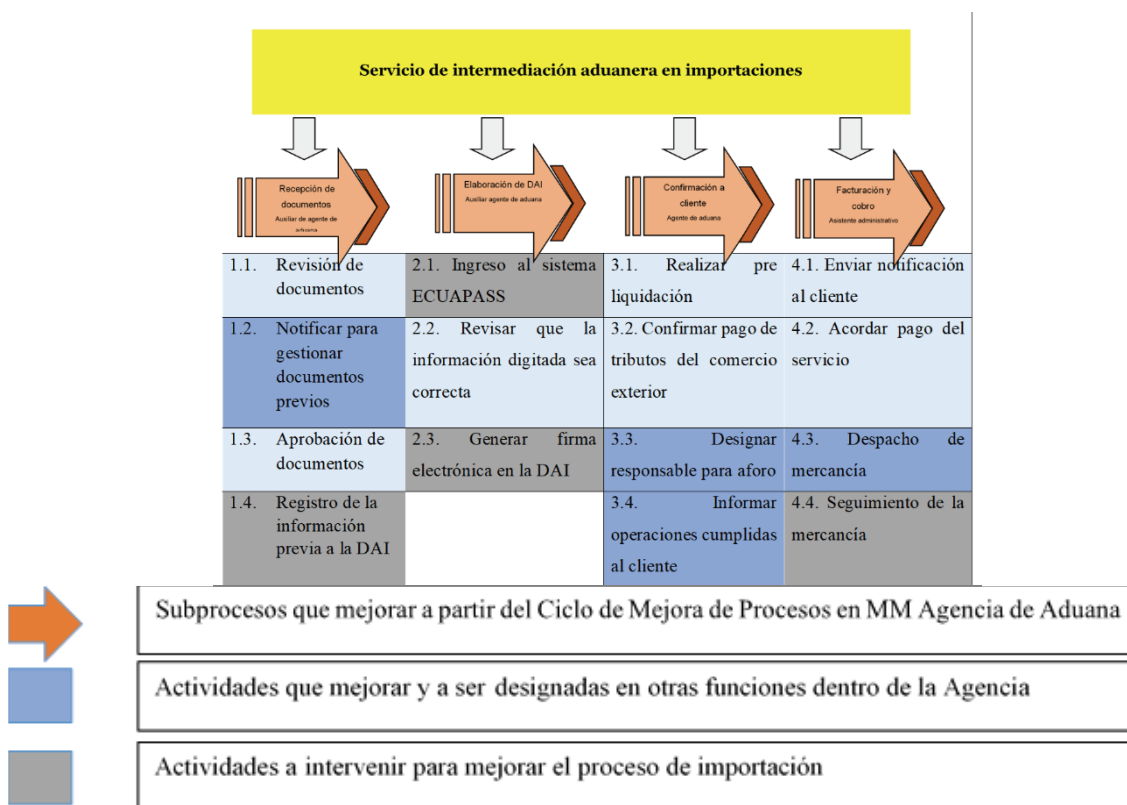 Servicio de intermediación aduanera en importaciones
Recepción de
documentos
Auxiliar de agente de
Elaboración de DAI
Auxiliar agente de aduana
Confirmación a
cliente
Agente de aduana
Facturación y
cobro
Asistente administrativo
1.1. Revisión de
documentos
2.1. Ingreso al sistema
ECUAPASS
3.1. Realizar pre
liquidación
4.1. Enviar notificación
al cliente
1.2. Notificar para
gestionar
documentos
previos
2.2. Revisar que la
información digitada sea
correcta
3.2. Confirmar pago de
tributos del comercio
exterior
4.2. Acordar pago del
servicio
1.3. Aprobación de
documentos
2.3. Generar firma
electrónica en la DAI
3.3. Designar
responsable para aforo
4.3. Despacho de
mercancía
1.4. Registro de la
información
previa a la DAI
3.4. Informar
operaciones cumplidas
al cliente
4.4. Seguimiento de la
mercancía
Subprocesos que mejorar a partir del Ciclo de Mejora de Procesos en MM Agencia de Aduana
Actividades que mejorar y a ser designadas en otras funciones dentro de la Agencia
Actividades a intervenir para mejorar el proceso de importación